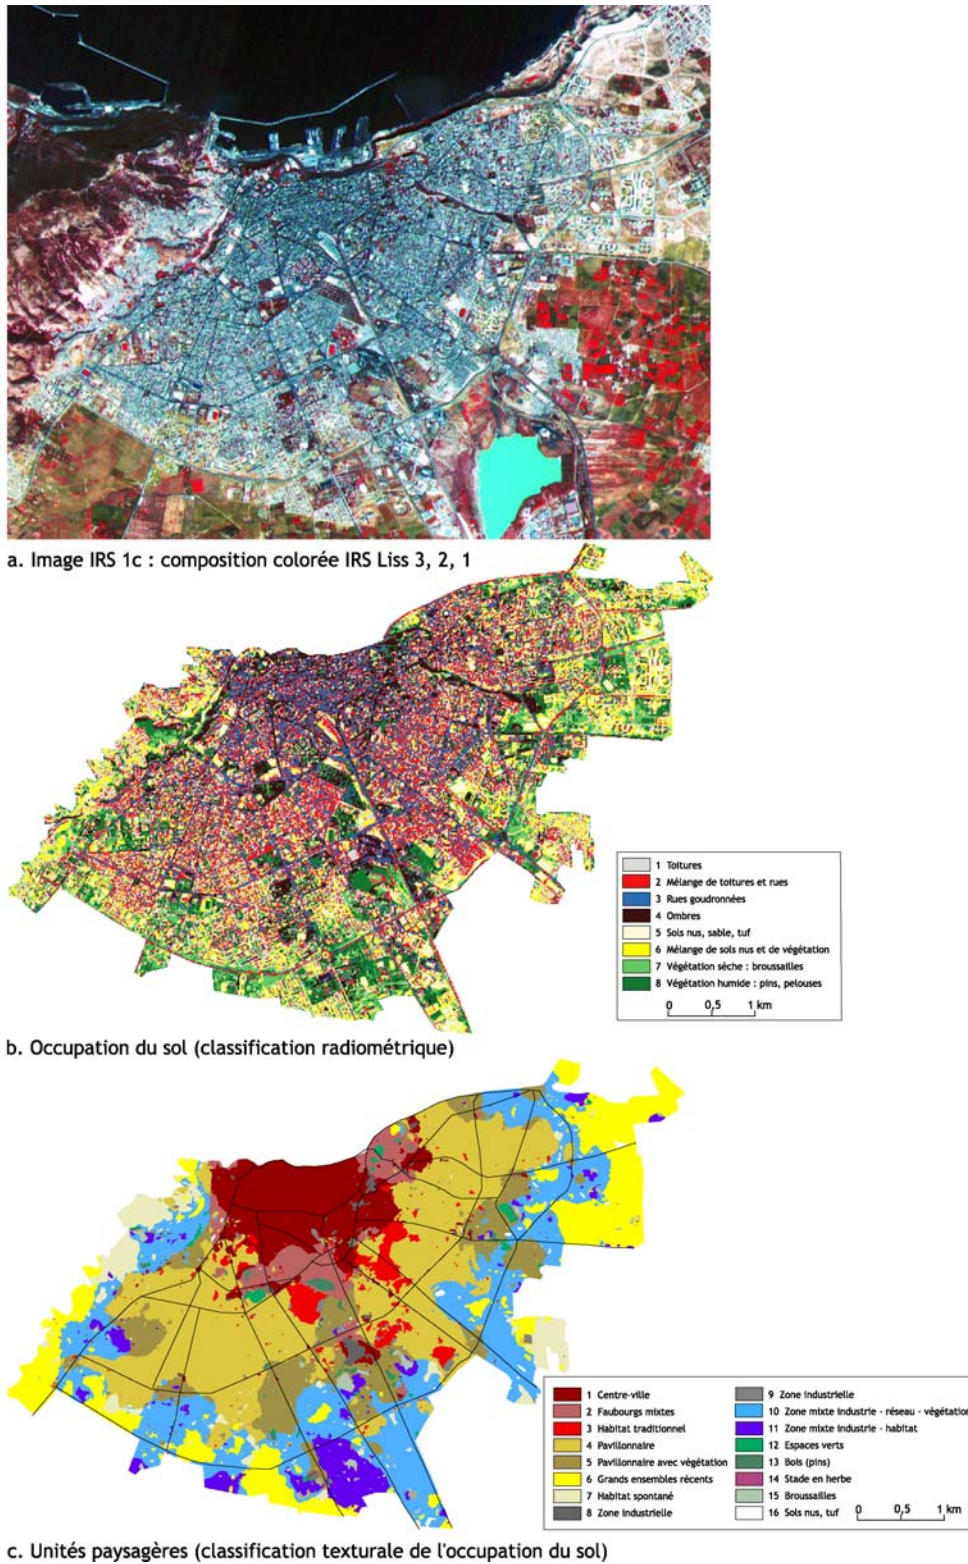 a. Image IRS 1c : composition colorée IRS Liss 3, 2, 1
1 Toitures
2 Mélange de toitures et rues
3 Rues goudronnées
4 Ombres
5 Sols nus, sable, tuf
6 Mélange de sols nus et de végétation
7 Végétation sèche : broussailles
8 Végétation humide : pins, pelouses
0 0,5 1 km
b. Occupation du sol (classification radiométrique)
1 Centre-ville
2 Faubourgs mixtes
3 Habitat traditionnel
4 Pavillonnaire
5 Pavillonnaire avec végétation
6 Grands ensembles récents
7 Habitat spontané
8 Zone industrielle
9 Zone industrielle
10 Zone mixte industrie - réseau - végétation
11 Zone mixte industrie - habitat
12 Espaces verts
13 Bois (pins)
14 Stade en herbe
15 Broussailles
16 Sols nus, tuf
0 0,5 1 km
c. Unités paysagères (classification texturale de l'occupation du sol)